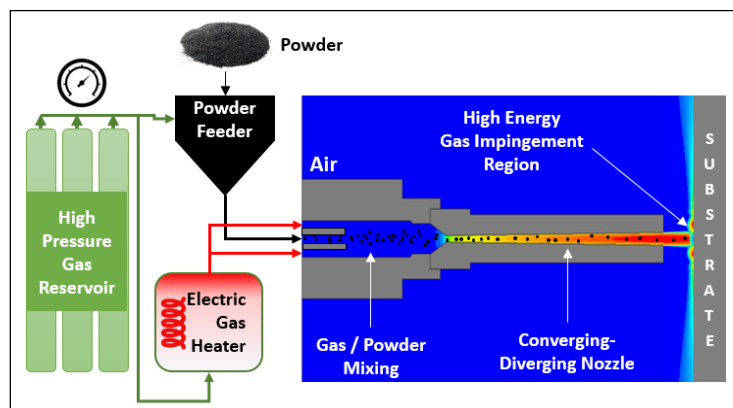 Powder
Powder
Feeder
High
Pressure
Gas
Reservoir
Electric
Gas
Heater
Air
High Energy
Gas Impingement
Region
Gas / Powder
Mixing
Converging-
Diverging Nozzle
SUBSTRATE